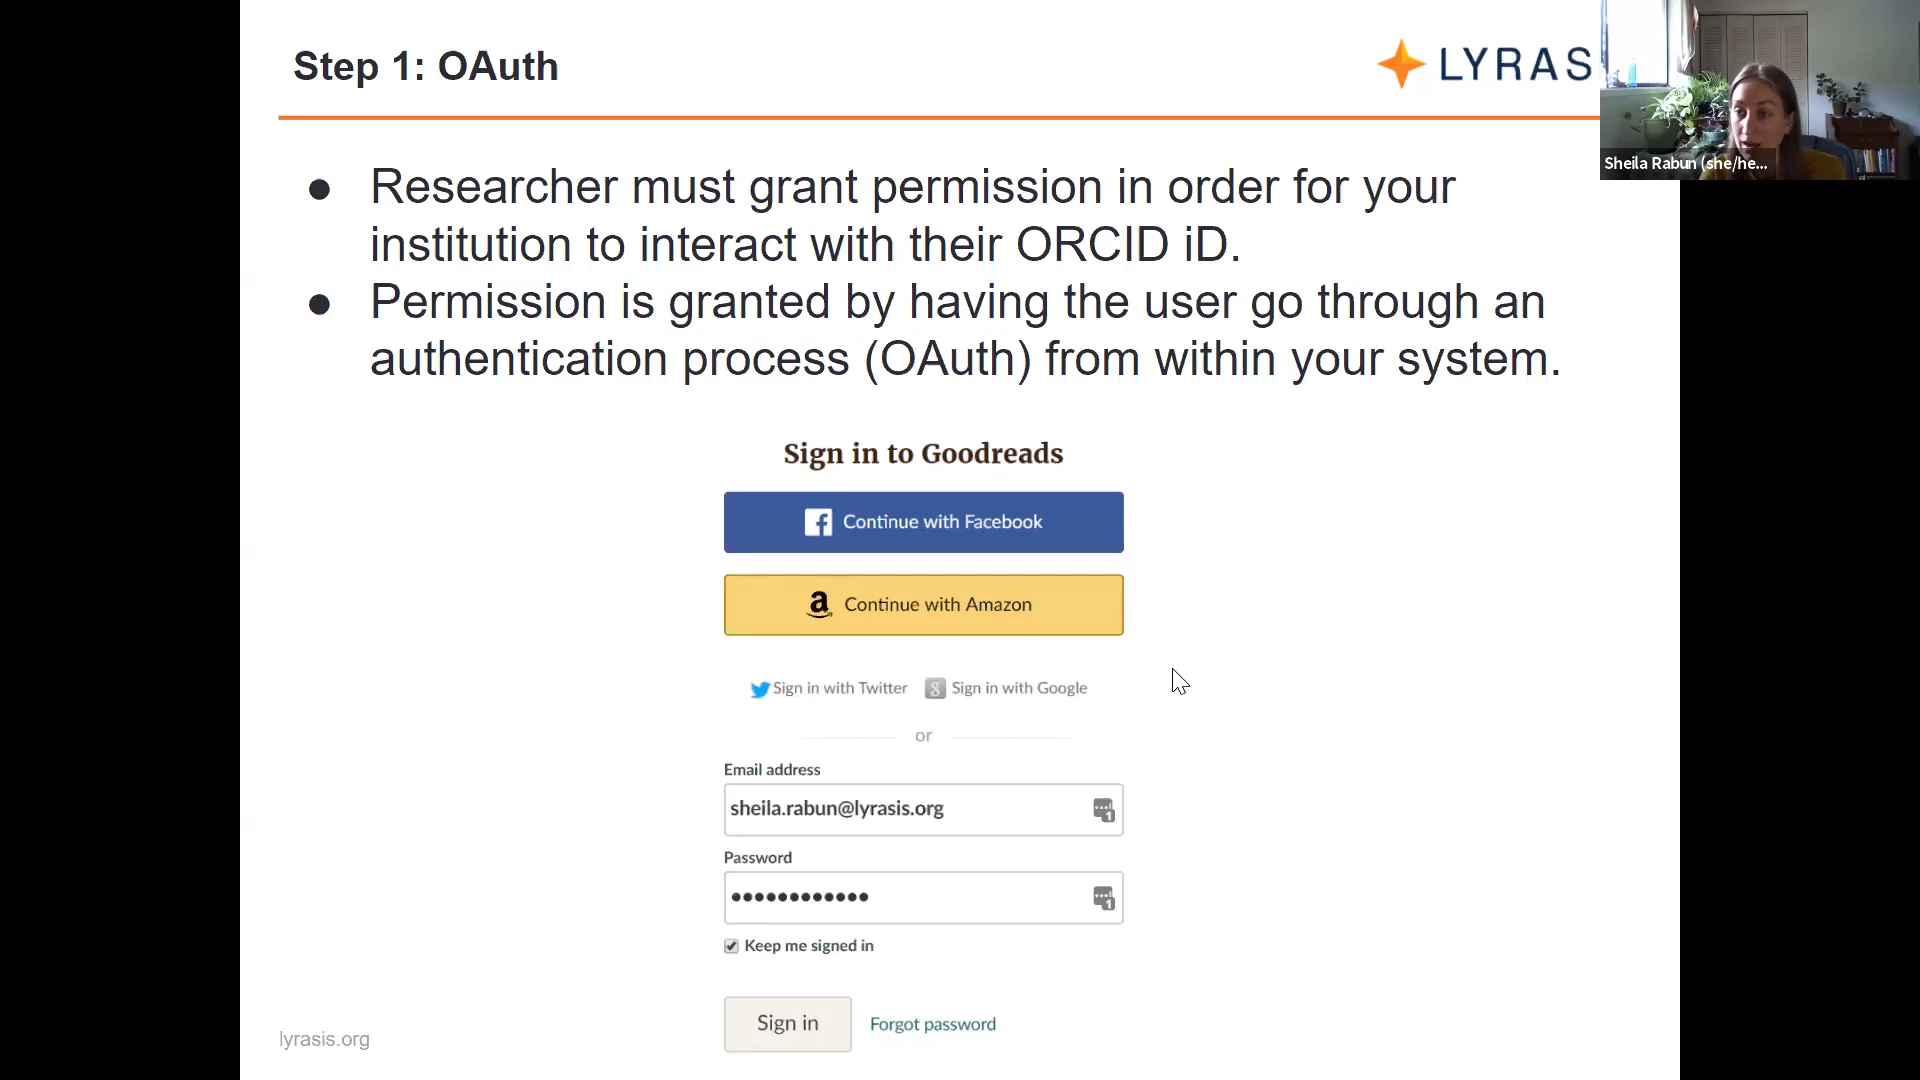 Step 1: OAuth
LYRAS
Sheila Rabun (she/he...
● Researcher must grant permission in order for your
institution to interact with their ORCID iD.
● Permission is granted by having the user go through an
authentication process (OAuth) from within your system.
Sign in to Goodreads
Continue with Facebook
Continue with Amazon
Sign in with Twitter Sign in with Google
or
Email address
sheila.rabun@lyrasis.org
Password
••••••••••••
Keep me signed in
Sign in Forgot password
lyrasis.org